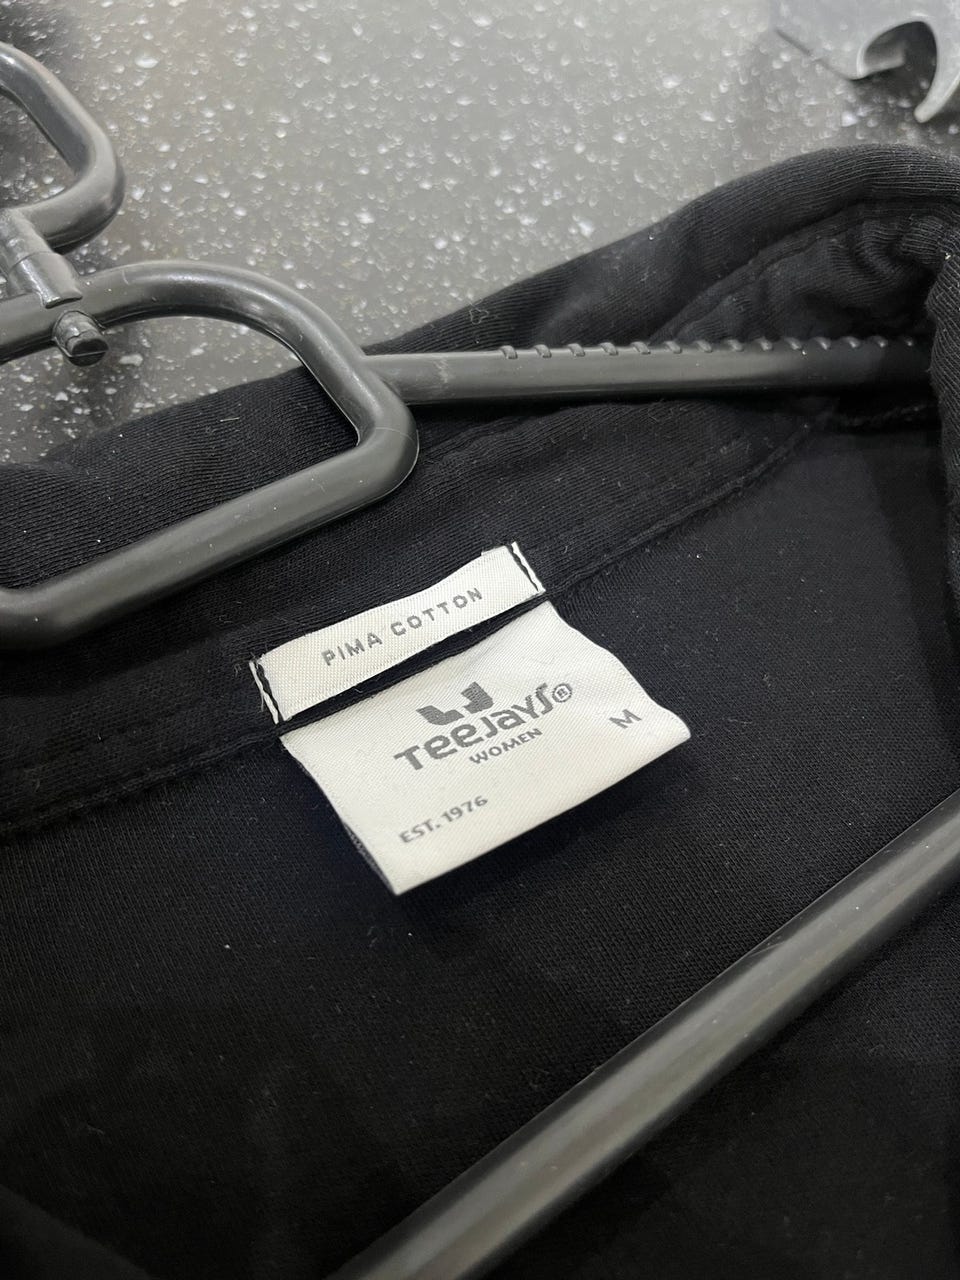 PIMA COTTON
TeeJays®
WOMEN
M
EST. 1976